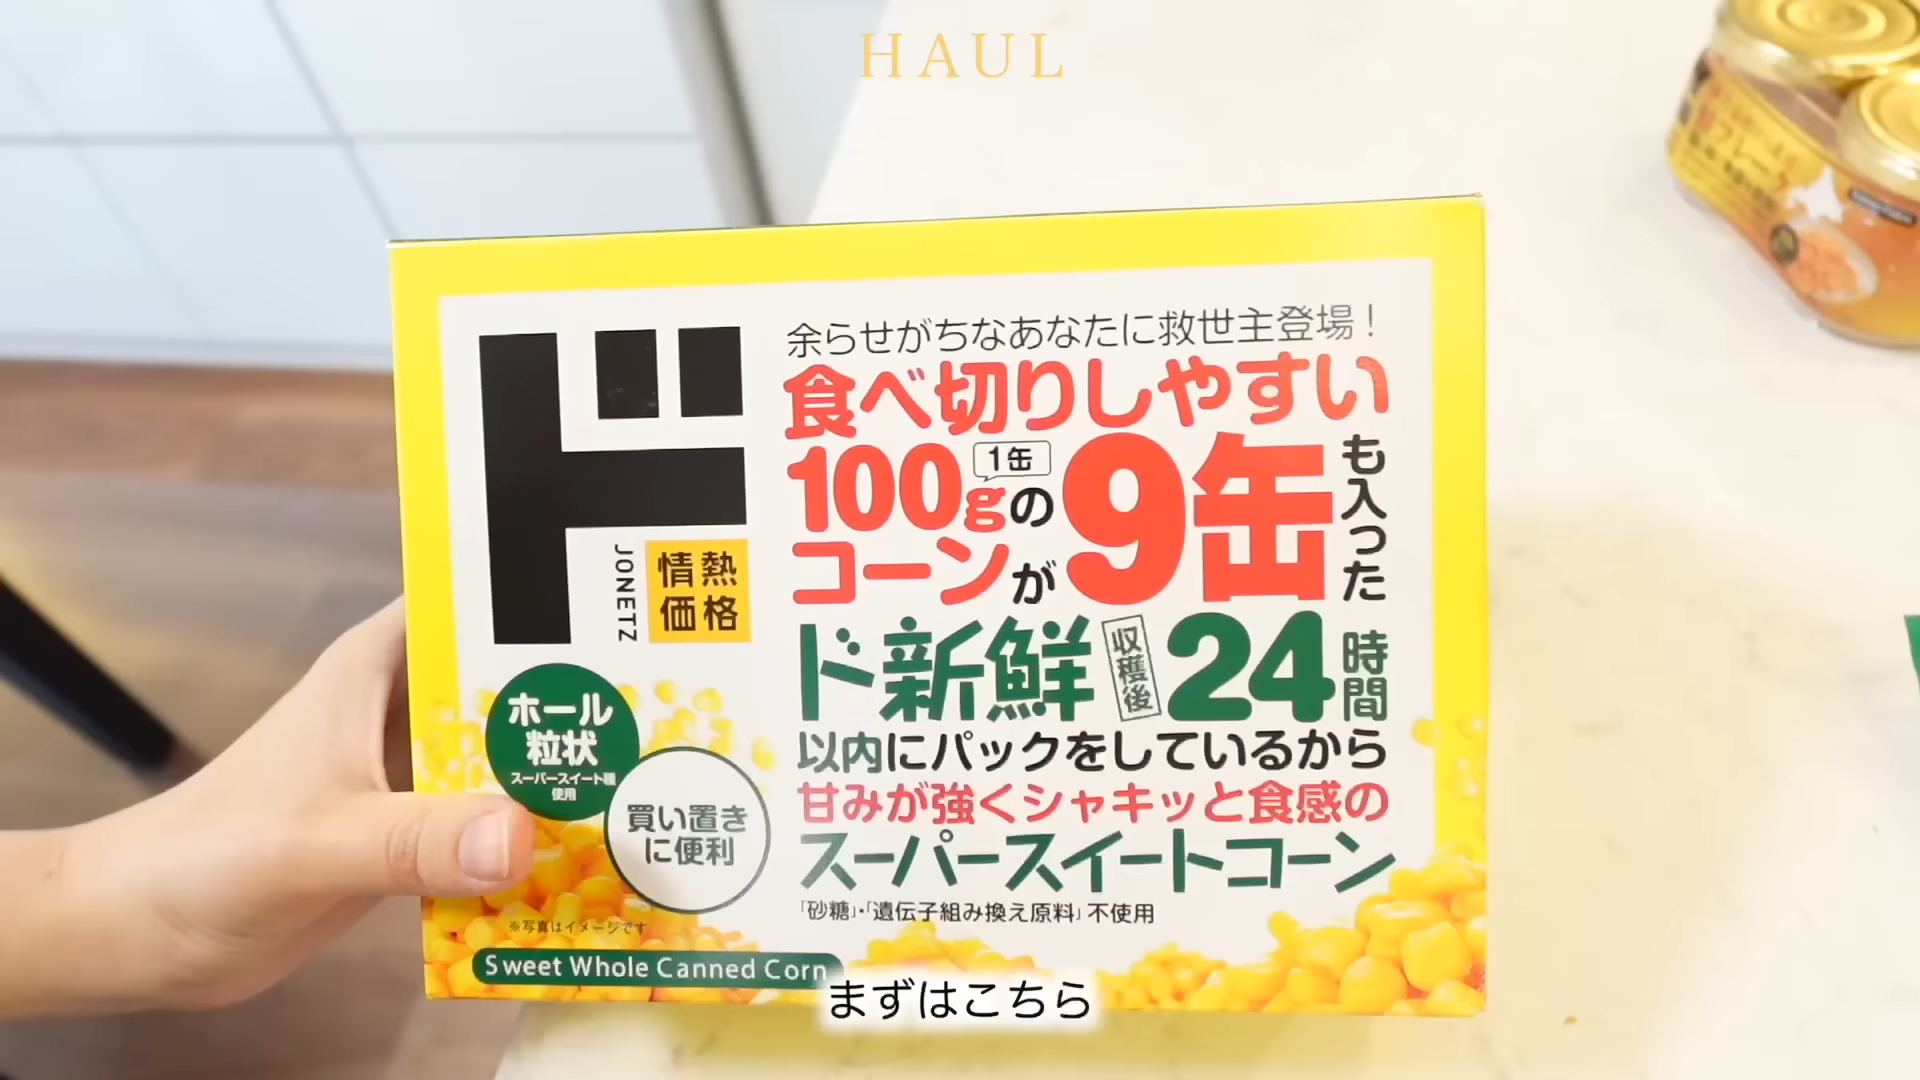 HAUL
余らせがちなあなたに救世主登場！
食べ切りしやすい
1缶
100gの
コーンが
9缶
も入った
ド
JONETZ
情熱
価格
ド新鮮
収穫後
24
時間
以内にパックをしているから
甘みが強くシャキッと食感の
スーパースイートコーン
「砂糖」・「遺伝子組み換え原料」不使用
ホール
粒状
スーパースイート種
使用
買い置き
に便利
※写真はイメージです
Sweet Whole Canned Corn
まずはこちら
フレーク